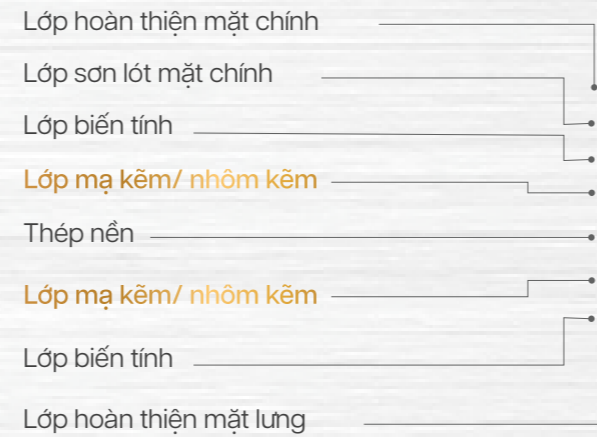 Lớp hoàn thiện mặt chính
Lớp sơn lót mặt chính
Lớp biến tính
Lớp mạ kẽm/ nhôm kẽm
Thép nền
Lớp mạ kẽm/ nhôm kẽm
Lớp biến tính
Lớp hoàn thiện mặt lưng